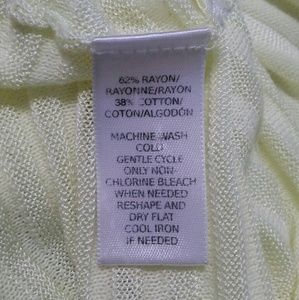 62% RAYON/
RAYONNE/RAYON
38% COTTON/
COTON/ALGODÓN
MACHINE WASH
COLD
GENTLE CYCLE
ONLY NON-
CHLORINE BLEACH
WHEN NEEDED
RESHAPE AND
DRY FLAT
COOL IRON
IF NEEDED